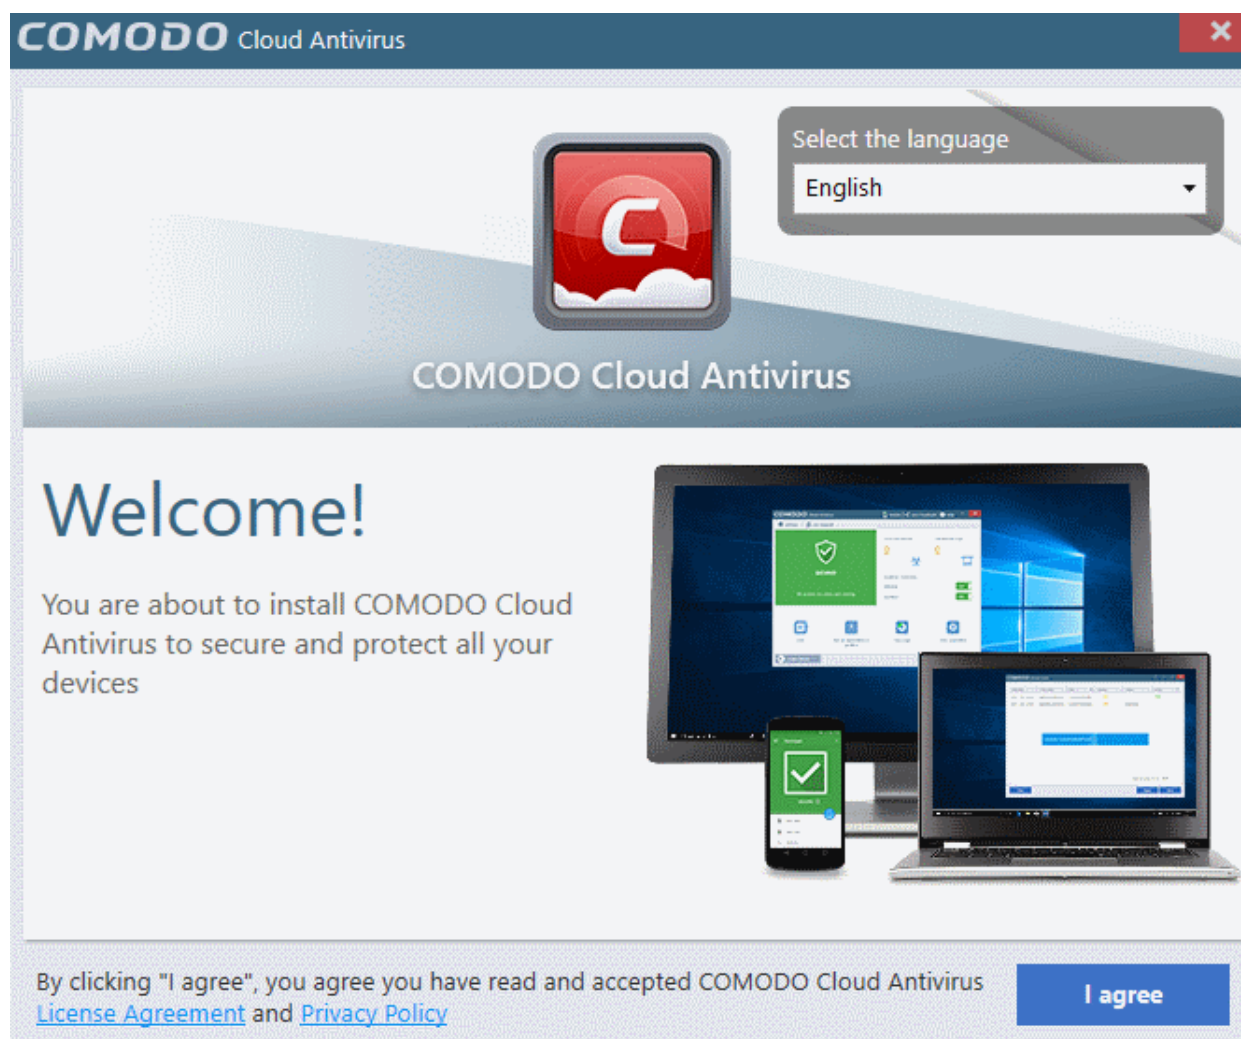 COMODO Cloud Antivirus
Select the language
English
C
COMODO Cloud Antivirus
Welcome!
You are about to install COMODO Cloud
Antivirus to secure and protect all your
devices
By clicking "I agree", you agree you have read and accepted COMODO Cloud Antivirus
License Agreement and Privacy Policy
I agree